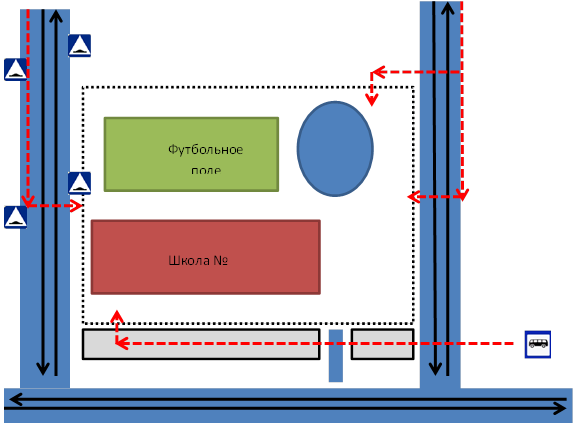 Футбольное
поле
Школа №